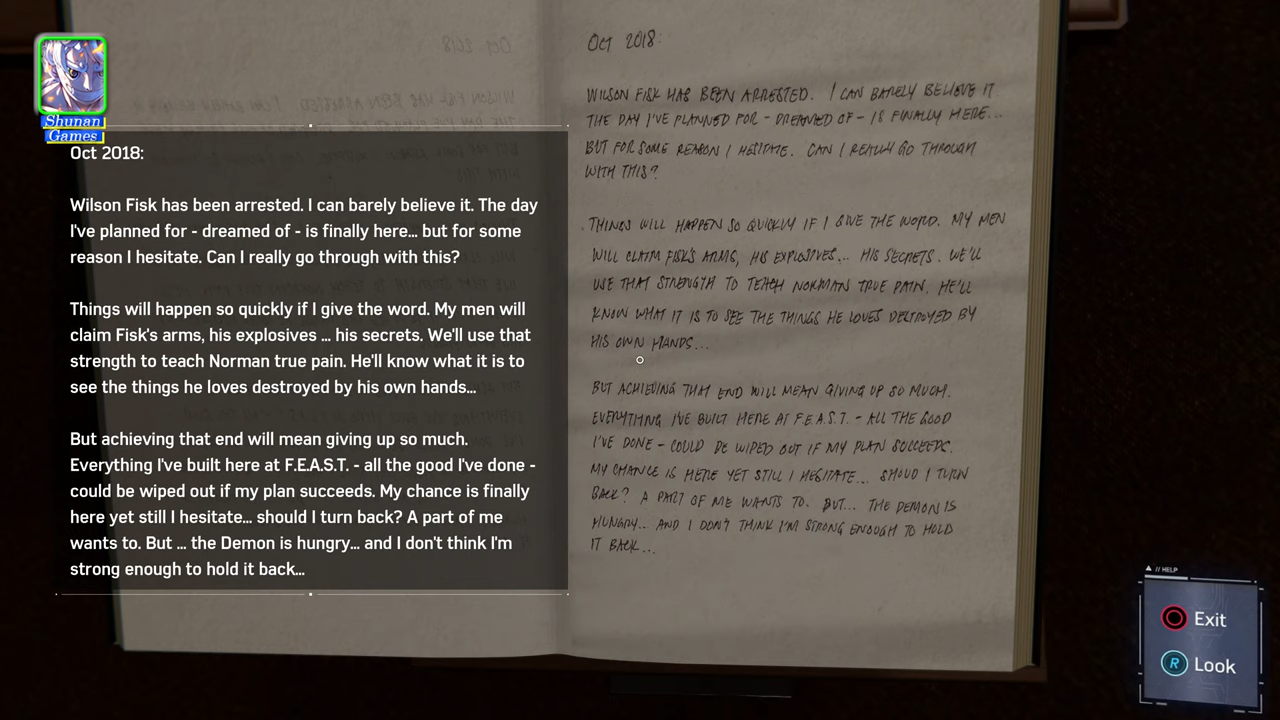 Shunan
Games
Oct 2018:
Wilson Fisk has been arrested. I can barely believe it. The day
I've planned for - dreamed of - is finally here... but for some
reason I hesitate. Can I really go through with this?
Things will happen so quickly if I give the word. My men will
claim Fisk's arms, his explosives ... his secrets. We'll use that
strength to teach Norman true pain. He'll know what it is to
see the things he loves destroyed by his own hands...
But achieving that end will mean giving up so much.
Everything I've built here at F.E.A.S.T. - all the good I've done -
could be wiped out if my plan succeeds. My chance is finally
here yet still I hesitate... should I turn back? A part of me
wants to. But ... the Demon is hungry... and I don't think I'm
strong enough to hold it back...
OCT 2018:
WILSON FISK HAS BEEN ARRESTED. I CAN BARELY BELIEVE IT
THE DAY I'VE PLANNED FOR - DREAMED OF - IS FINALLY HERE...
BUT FOR SOME REASON I HESITATE. CAN I REALLY GO THROUGH
WITH THIS?
THINGS WILL HAPPEN SO QUICKLY IF I GIVE THE WORD. MY MEN
WILL CLAIM FISK'S ARMS, HIS EXPLOSIVES... HIS SECRETS. WE'LL
USE THAT STRENGTH TO TEACH NORMAN TRUE PAIN. HE'LL
KNOW WHAT IT IS TO SEE THE THINGS HE LOVES DESTROYED BY
HIS OWN HANDS...
BUT ACHIEVING THAT END WILL MEAN GIVING UP SO MUCH.
EVERYTHING I'VE BUILT HERE AT F.E.A.S.T. - ALL THE GOOD
I'VE DONE - COULD BE WIPED OUT IF MY PLAN SUCCEEDS.
MY CHANCE IS HERE YET STILL I HESITATE... SHOUD I TURN
BACK? A PART OF ME WANTS TO. BUT... THE DEMON IS
HUNGRY... AND I DON'T THINK I'M STRONG ENOUGH TO HOLD
IT BACK...
// HELP
Exit
R Look